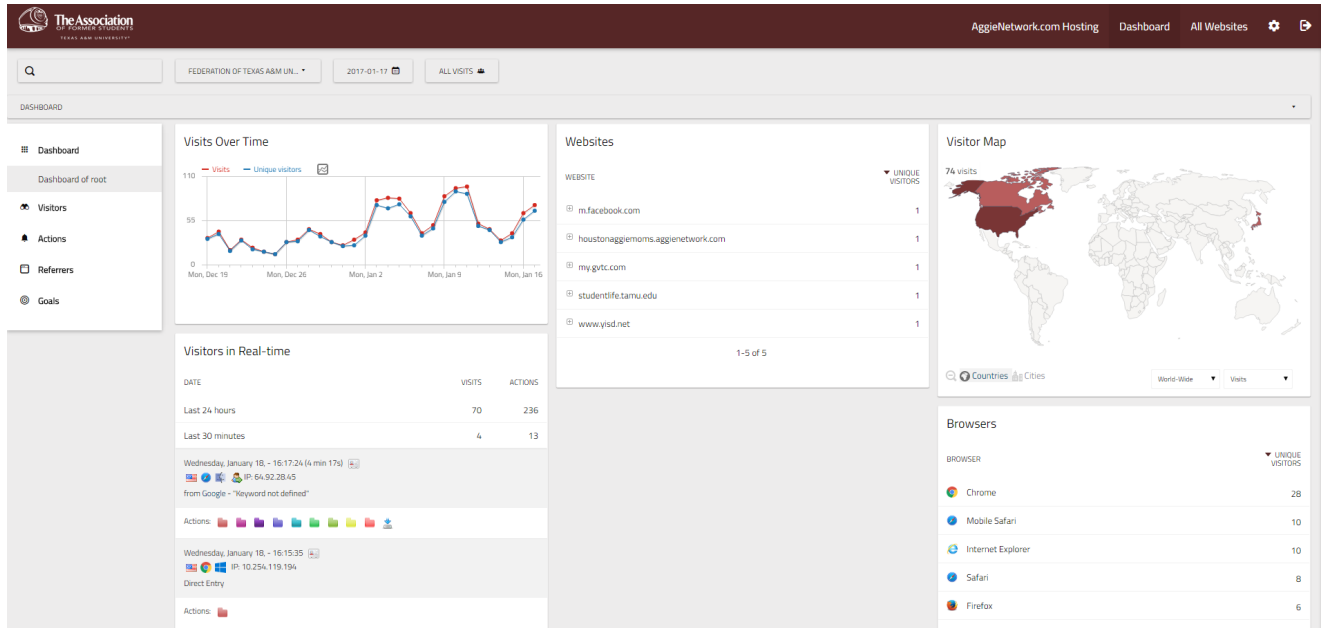 The Association
OF FORMER STUDENTS
TEXAS A&M UNIVERSITY
AggieNetwork.com Hosting
Dashboard
All Websites
FEDERATION OF TEXAS A&M UN...
2017-01-17
ALL VISITS
DASHBOARD
Dashboard
Dashboard of root
Visitors
Actions
Referrers
Goals
Visits Over Time
Visits Unique visitors
110
55
0
Mon, Dec 19 Mon, Dec 26 Mon, Jan 2 Mon, Jan 9 Mon, Jan 16
Visitors in Real-time
DATE VISITS ACTIONS
Last 24 hours 70 236
Last 30 minutes 4 13
Wednesday, January 18, - 16:17:24 (4 min 17s)
IP: 64.92.28.45
from Google - "Keyword not defined"
Actions:
Wednesday, January 18, - 16:15:35
IP: 10.254.119.194
Direct Entry
Actions:
Websites
WEBSITE UNIQUE
VISITORS
m.facebook.com 1
houstonaggiemoms.aggienetwork.com 1
my.gvtc.com 1
studentlife.tamu.edu 1
www.yisd.net 1
1-5 of 5
Visitor Map
74 visits
Countries Cities
World-Wide Visits
Browsers
BROWSER UNIQUE
VISITORS
Chrome 28
Mobile Safari 10
Internet Explorer 10
Safari 8
Firefox 6